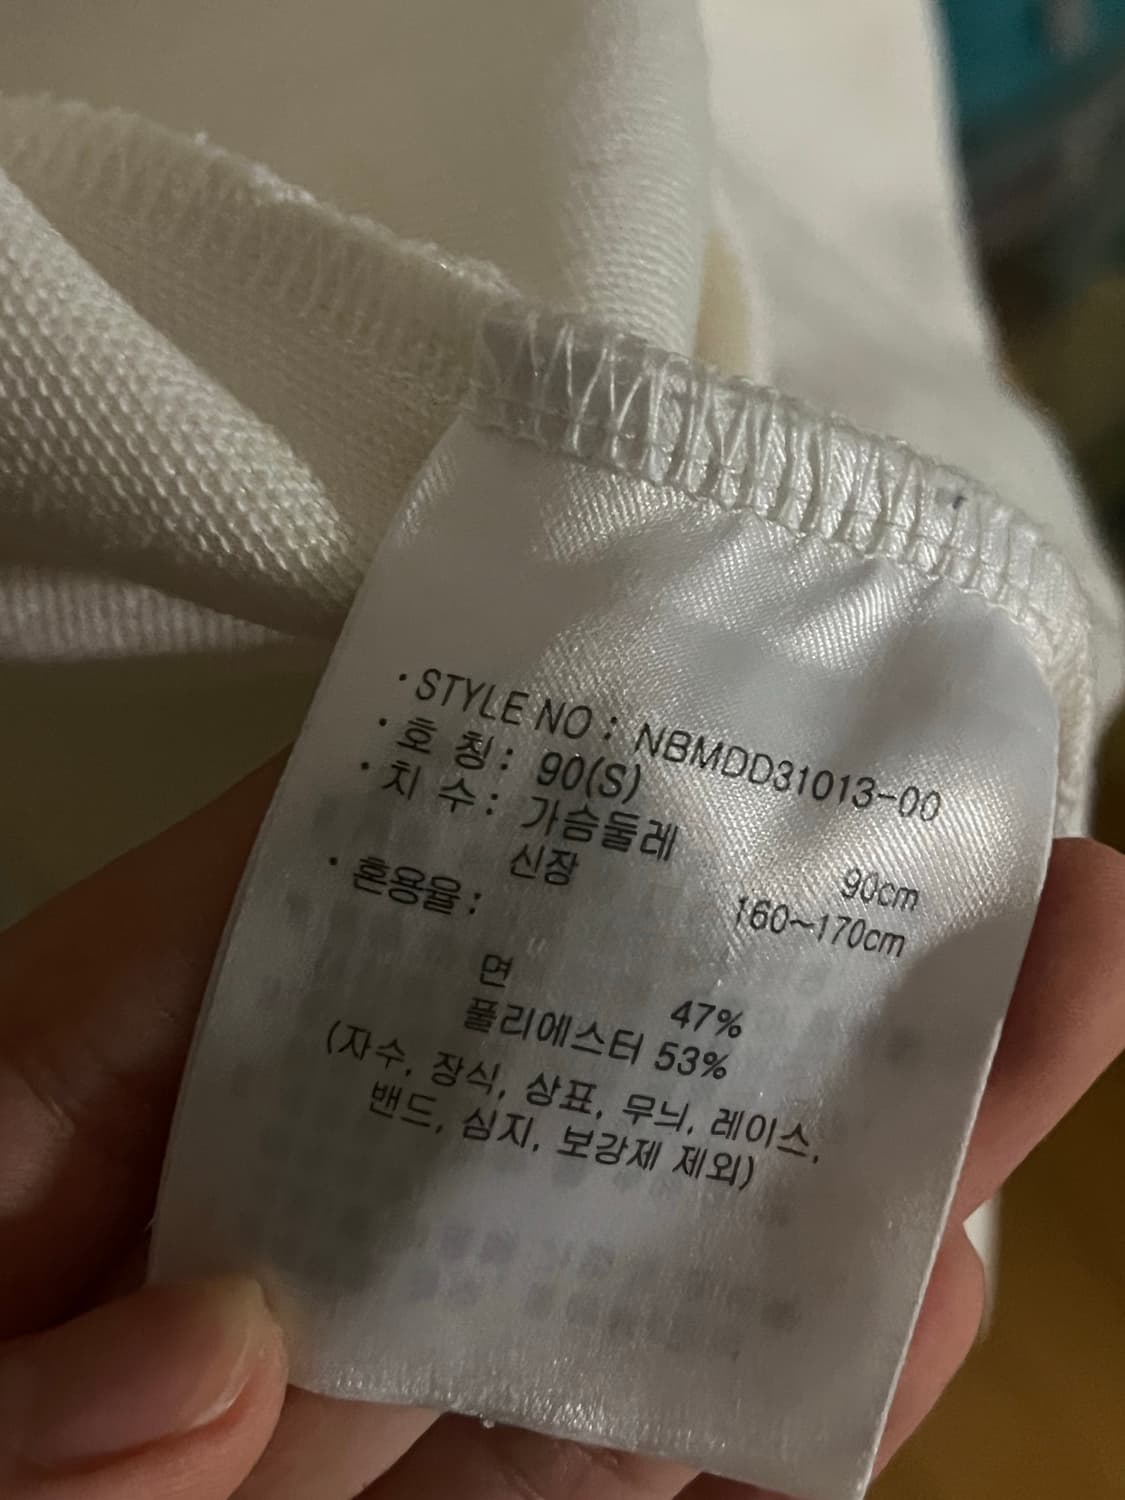 · STYLE NO : NBMDD31013-00
· 호 칭 : 90(S)
· 치 수 : 가슴둘레 90cm
신장 160~170cm
· 혼용율 :
면 47%
폴리에스터 53%
(자수, 장식, 상표, 무늬, 레이스,
밴드, 심지, 보강제 제외)